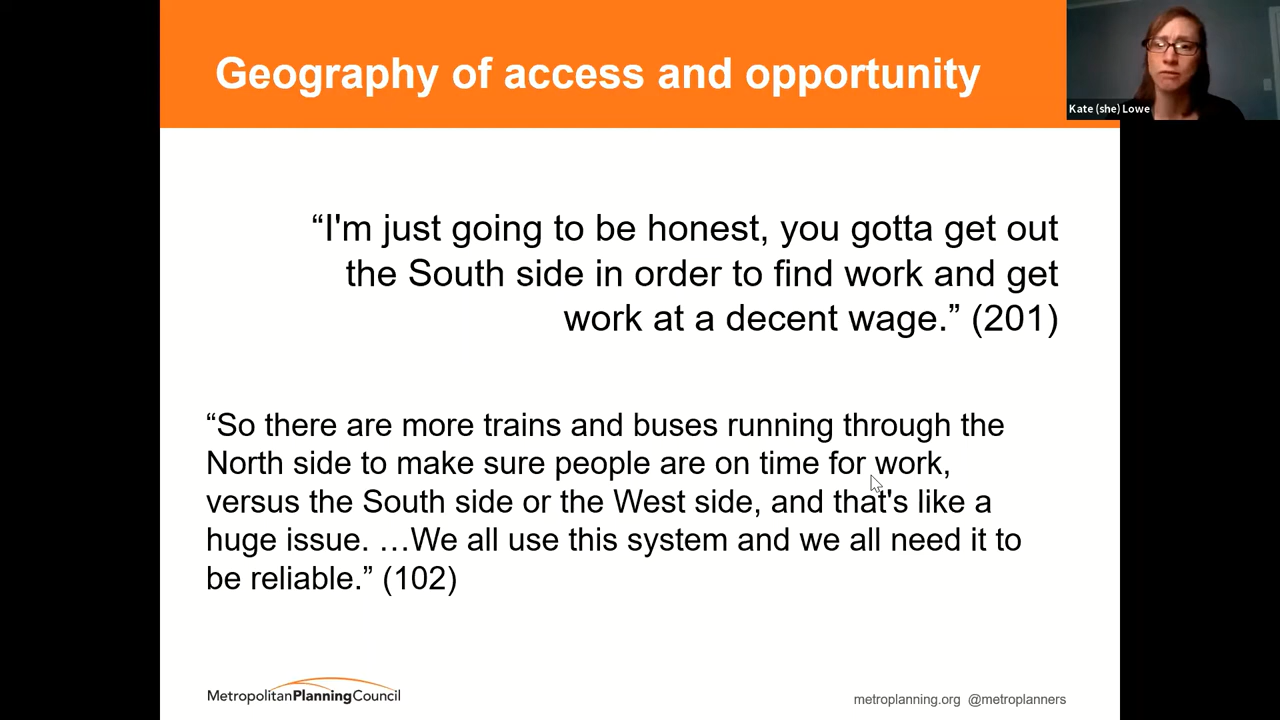 Geography of access and opportunity
Kate (she) Lowe
“I'm just going to be honest, you gotta get out
the South side in order to find work and get
work at a decent wage.” (201)
“So there are more trains and buses running through the
North side to make sure people are on time for work,
versus the South side or the West side, and that's like a
huge issue. …We all use this system and we all need it to
be reliable.” (102)
MetropolitanPlanningCouncil
metroplanning.org @metroplanners